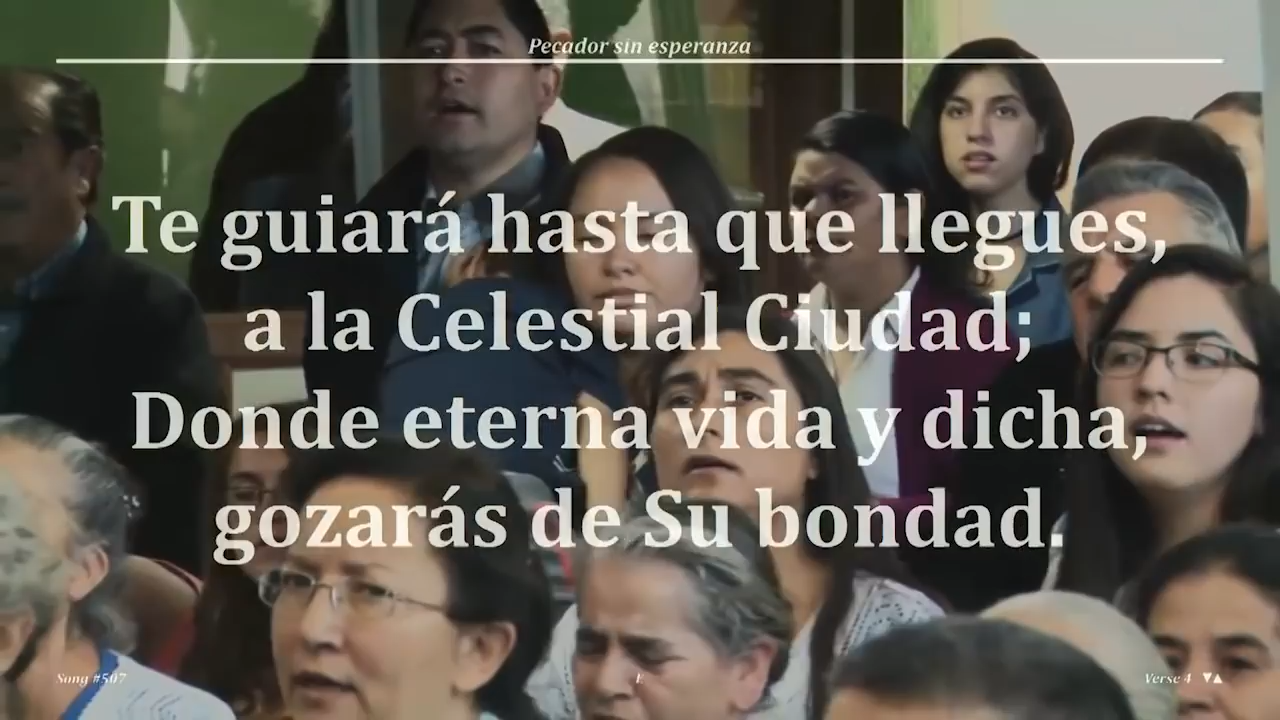 Pecador sin esperanza
Te guiará hasta que llegues,
a la Celestial Ciudad;
Donde eterna vida y dicha,
gozarás de Su bondad.
Song #507
E
Verse 4 ▼▲